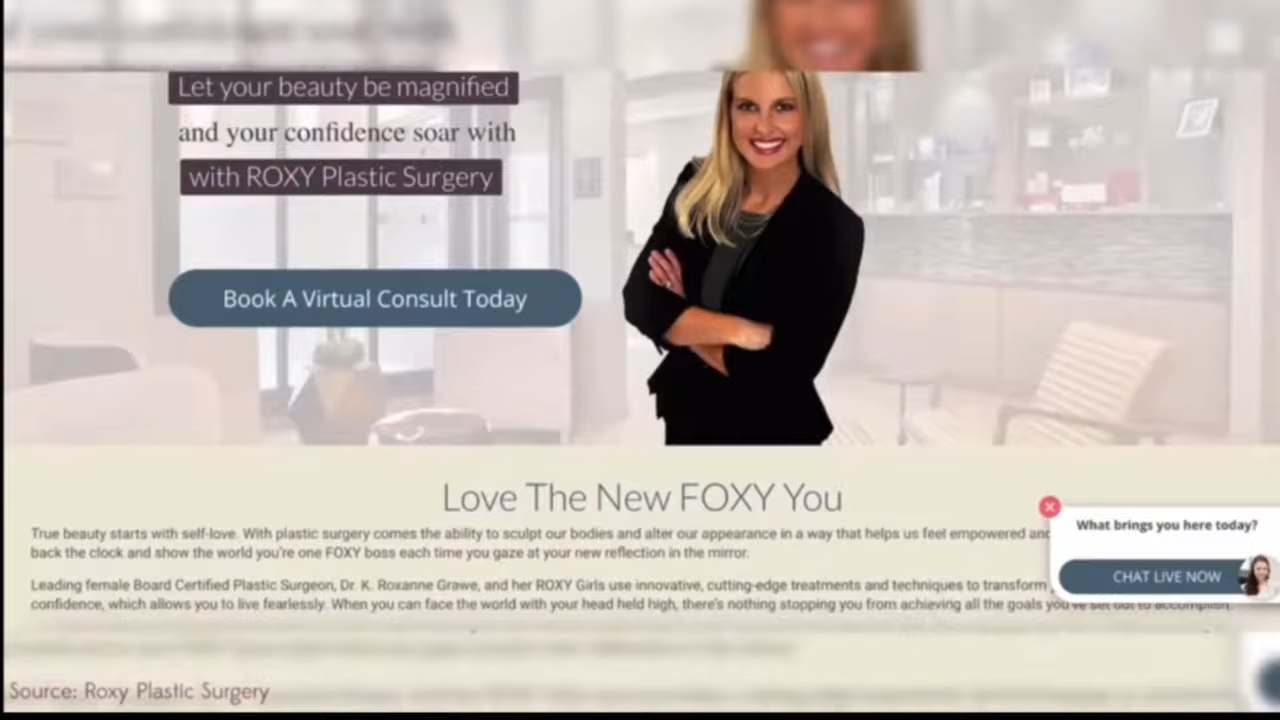 Let your beauty be magnified
and your confidence soar with
with ROXY Plastic Surgery
Book A Virtual Consult Today
Love The New FOXY You
True beauty starts with self-love. With plastic surgery comes the ability to sculpt our bodies and alter our appearance in a way that helps us feel empowered
back the clock and show the world you're one FOXY boss each time you gaze at your new reflection in the mirror.
What brings you here today?
Leading female Board Certified Plastic Surgeon, Dr. K. Roxanne Grawe, and her ROXY Girls use innovative, cutting-edge treatments and techniques to transform
CHAT LIVE NOW
confidence, which allows you to live fearlessly. When you can face the world with your head held high, there's nothing stopping you from achieving all the goals you've set out to accomplish.
Source: Roxy Plastic Surgery